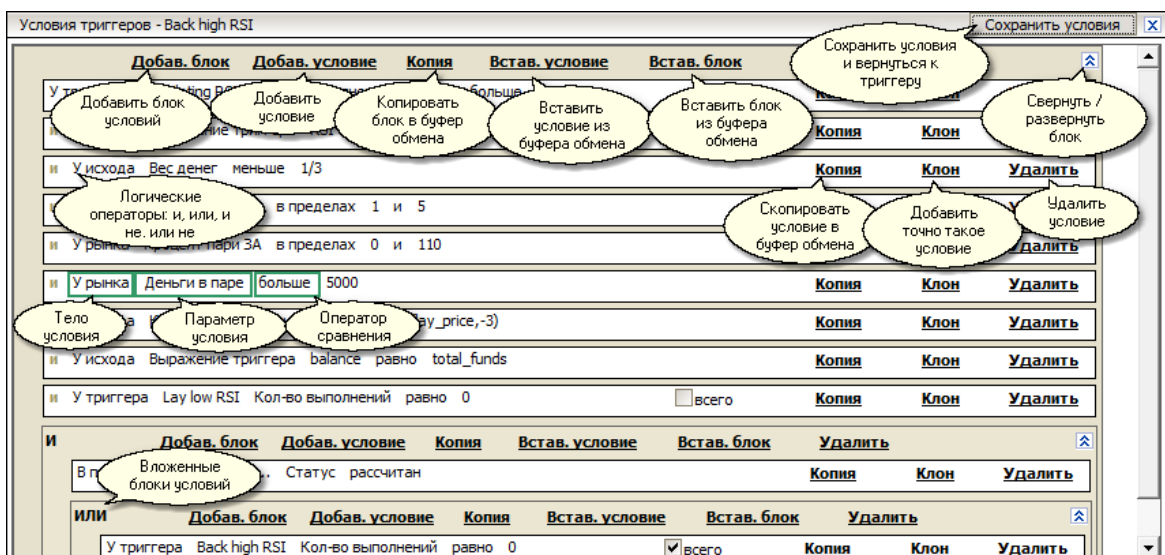 Условия триггеров - Back high RSI
Сохранить условия
Добав. блок Добав. условие Копия Встав. условие Встав. блок
Сохранить условия
и вернуться к
триггеру
Добавить блок
условий
Добавить
условие
Копировать
блок в буфер
обмена
Вставить
условие из
буфера обмена
Вставить блок
из буфера
обмена
Свернуть /
развернуть
блок
больше
Копия Клон
и У исхода Вес денег меньше 1/3 Копия Клон Удалить
Логические
операторы: и, или, и
не. или не
в пределах 1 и 5
Скопировать
условие в
буфер обмена
Добавить
точно такое
условие
Удалить
условие
и У рынка пари ЗА в пределах 0 и 110 Удалить
и У рынка Деньги в паре больше 5000 Копия Клон Удалить
Тело
условия
Параметр
условия
Оператор
сравнения
ay_price,-3) Копия Клон Удалить
и У исхода Выражение триггера balance равно total_funds Копия Клон Удалить
и У триггера Lay low RSI Кол-во выполнений равно 0 всего Копия Клон Удалить
И Добав. блок Добав. условие Копия Встав. условие Встав. блок Удалить
Вложенные
блоки условий
Статус рассчитан Копия Клон Удалить
ИЛИ Добав. блок Добав. условие Копия Встав. условие Встав. блок Удалить
У триггера Back high RSI Кол-во выполнений равно 0 всего Копия Клон Удалить